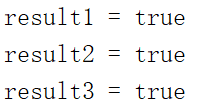 result1 = true
result2 = true
result3 = true